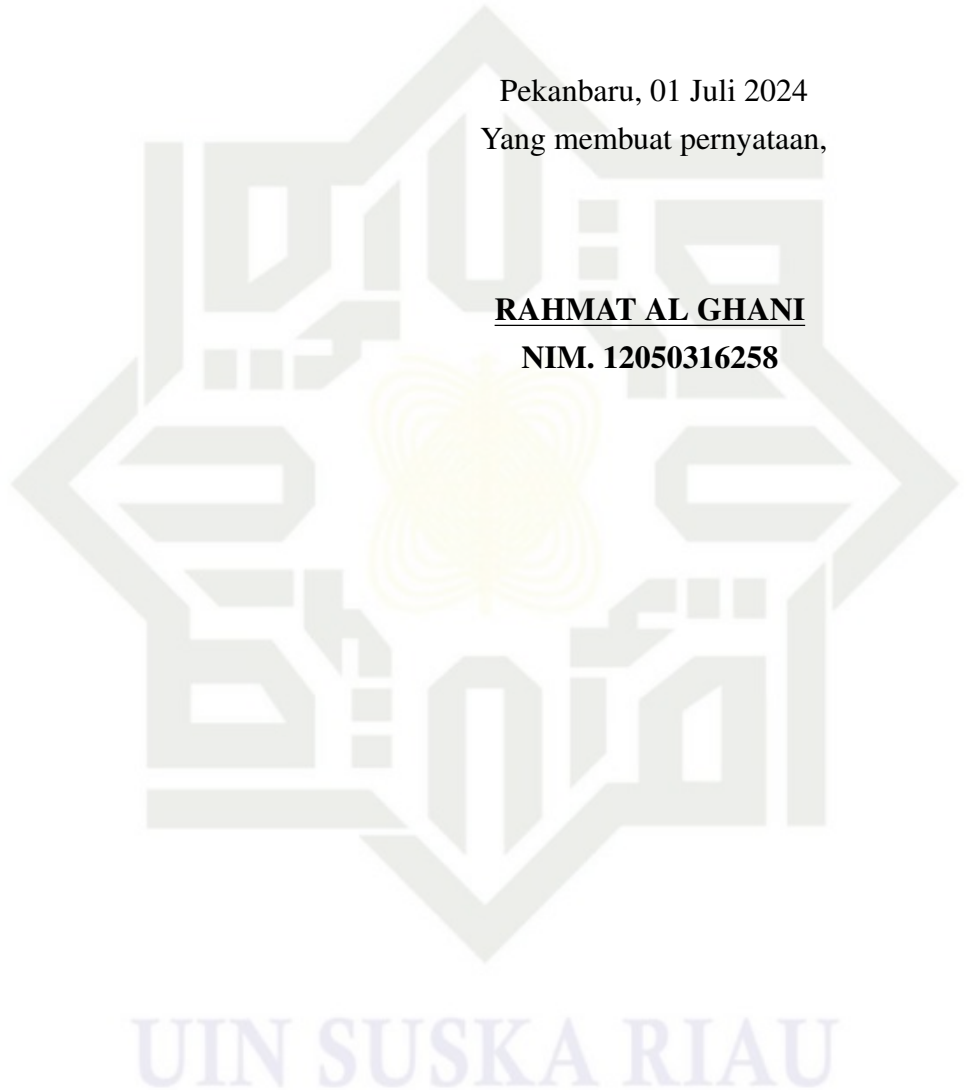 Pekanbaru, 01 Juli 2024
Yang membuat pernyataan,
RAHMAT AL GHANI
NIM. 12050316258
UIN SUSKA RIAU